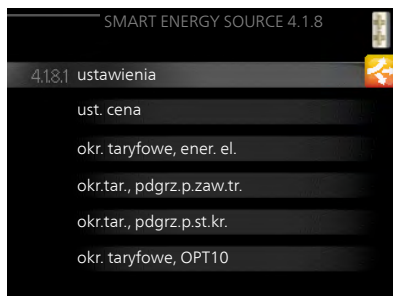 SMART ENERGY SOURCE 4.1.8
4.1.8.1 ustawienia
ust. cena
okr. taryfowe, ener. el.
okr.tar., pdgrz.p.zaw.tr.
okr.tar., pdgrz.p.st.kr.
okr. taryfowe, OPT10